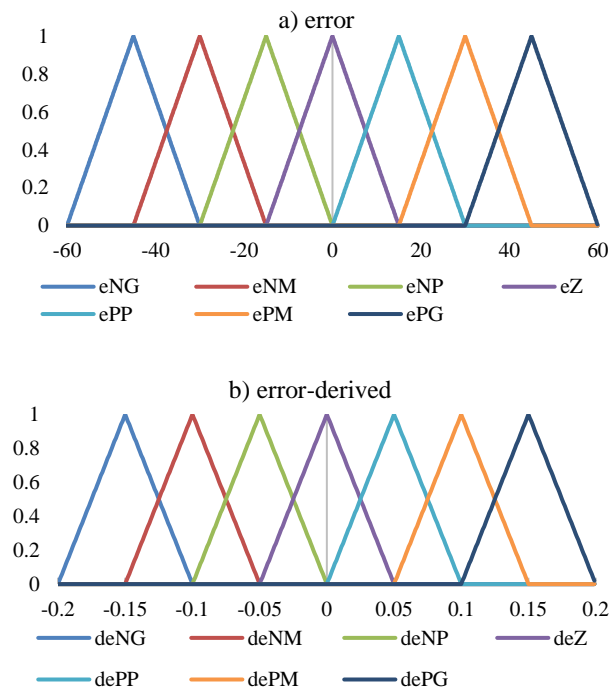 a) error
1
0.8
0.6
0.4
0.2
0
-60 -40 -20 0 20 40 60
eNG eNM eNP eZ
ePP ePM ePG
b) error-derived
1
0.8
0.6
0.4
0.2
0
-0.2 -0.15 -0.1 -0.05 0 0.05 0.1 0.15 0.2
deNG deNM deNP deZ
dePP dePM dePG